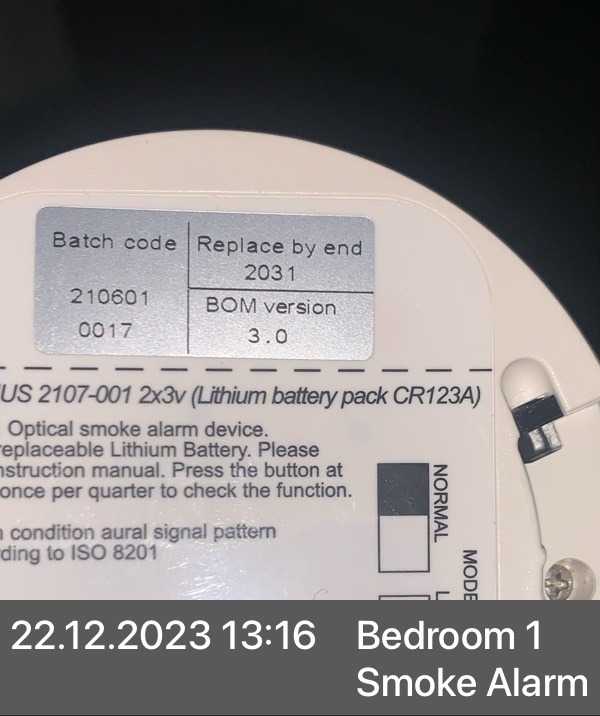 Batch code
210601
0017
Replace by end
2031
BOM version
3.0
US 2107-001 2x3v (Lithium battery pack CR123A)
Optical smoke alarm device.
replaceable Lithium Battery. Please
instruction manual. Press the button at
once per quarter to check the function.
condition aural signal pattern
ding to ISO 8201
NORMAL
MODE
22.12.2023 13:16
Bedroom 1
Smoke Alarm